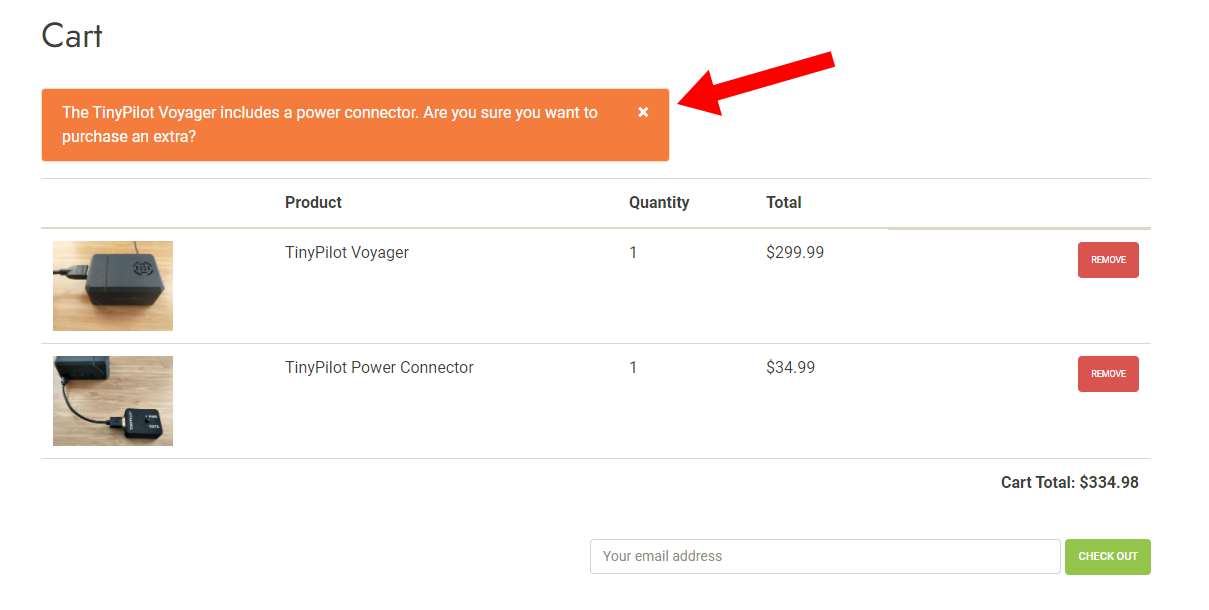 Cart
The TinyPilot Voyager includes a power connector. Are you sure you want to
purchase an extra?
×
Product Quantity Total
TinyPilot Voyager 1 $299.99 REMOVE
TinyPilot Power Connector 1 $34.99 REMOVE
Cart Total: $334.98
Your email address CHECK OUT